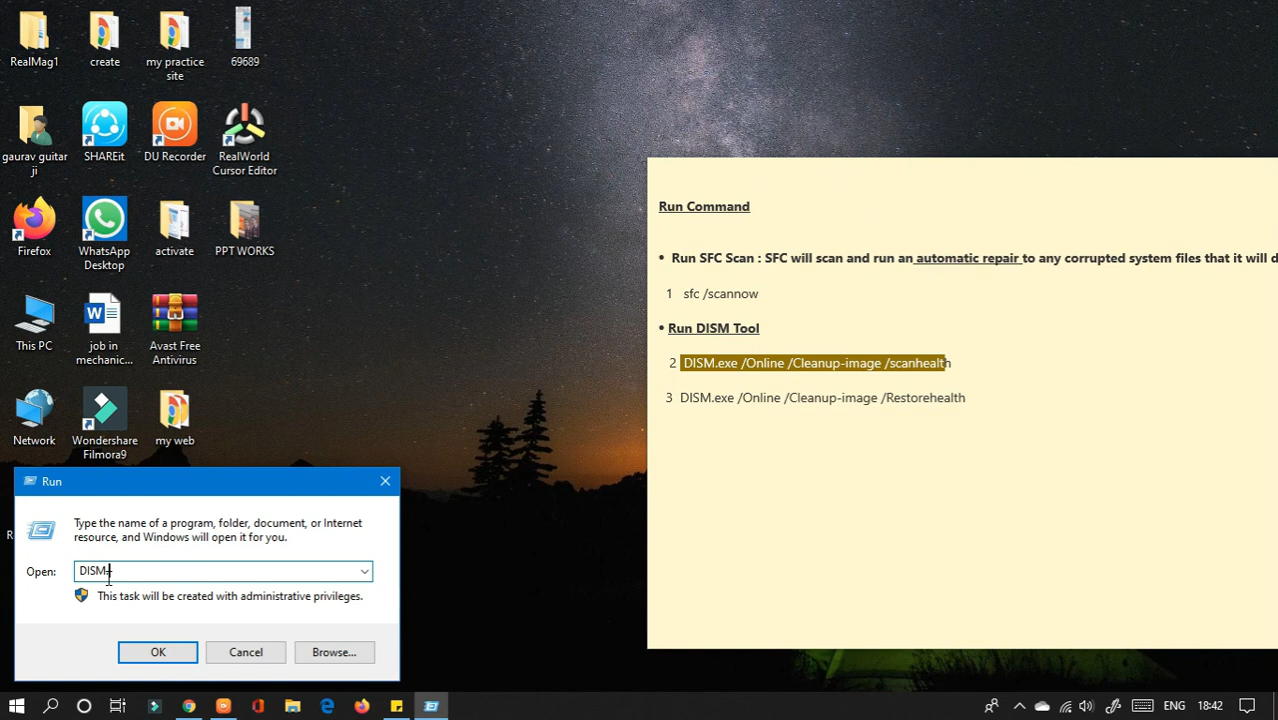 RealMag1
create
my practice
site
69689
gaurav guitar
ji
SHAREit
DU Recorder
RealWorld
Cursor Editor
Firefox
WhatsApp
Desktop
activate
PPT WORKS
This PC
job in
mechanic...
Avast Free
Antivirus
Network
Wondershare
Filmora9
my web
R
Run Command
• Run SFC Scan : SFC will scan and run an automatic repair to any corrupted system files that it will d
1 sfc /scannow
• Run DISM Tool
2 DISM.exe /Online /Cleanup-image /scanhealth
3 DISM.exe /Online /Cleanup-image /Restorehealth
Run
Type the name of a program, folder, document, or Internet
resource, and Windows will open it for you.
Open:
DISM
This task will be created with administrative privileges.
OK
Cancel
Browse...
ENG
18:42